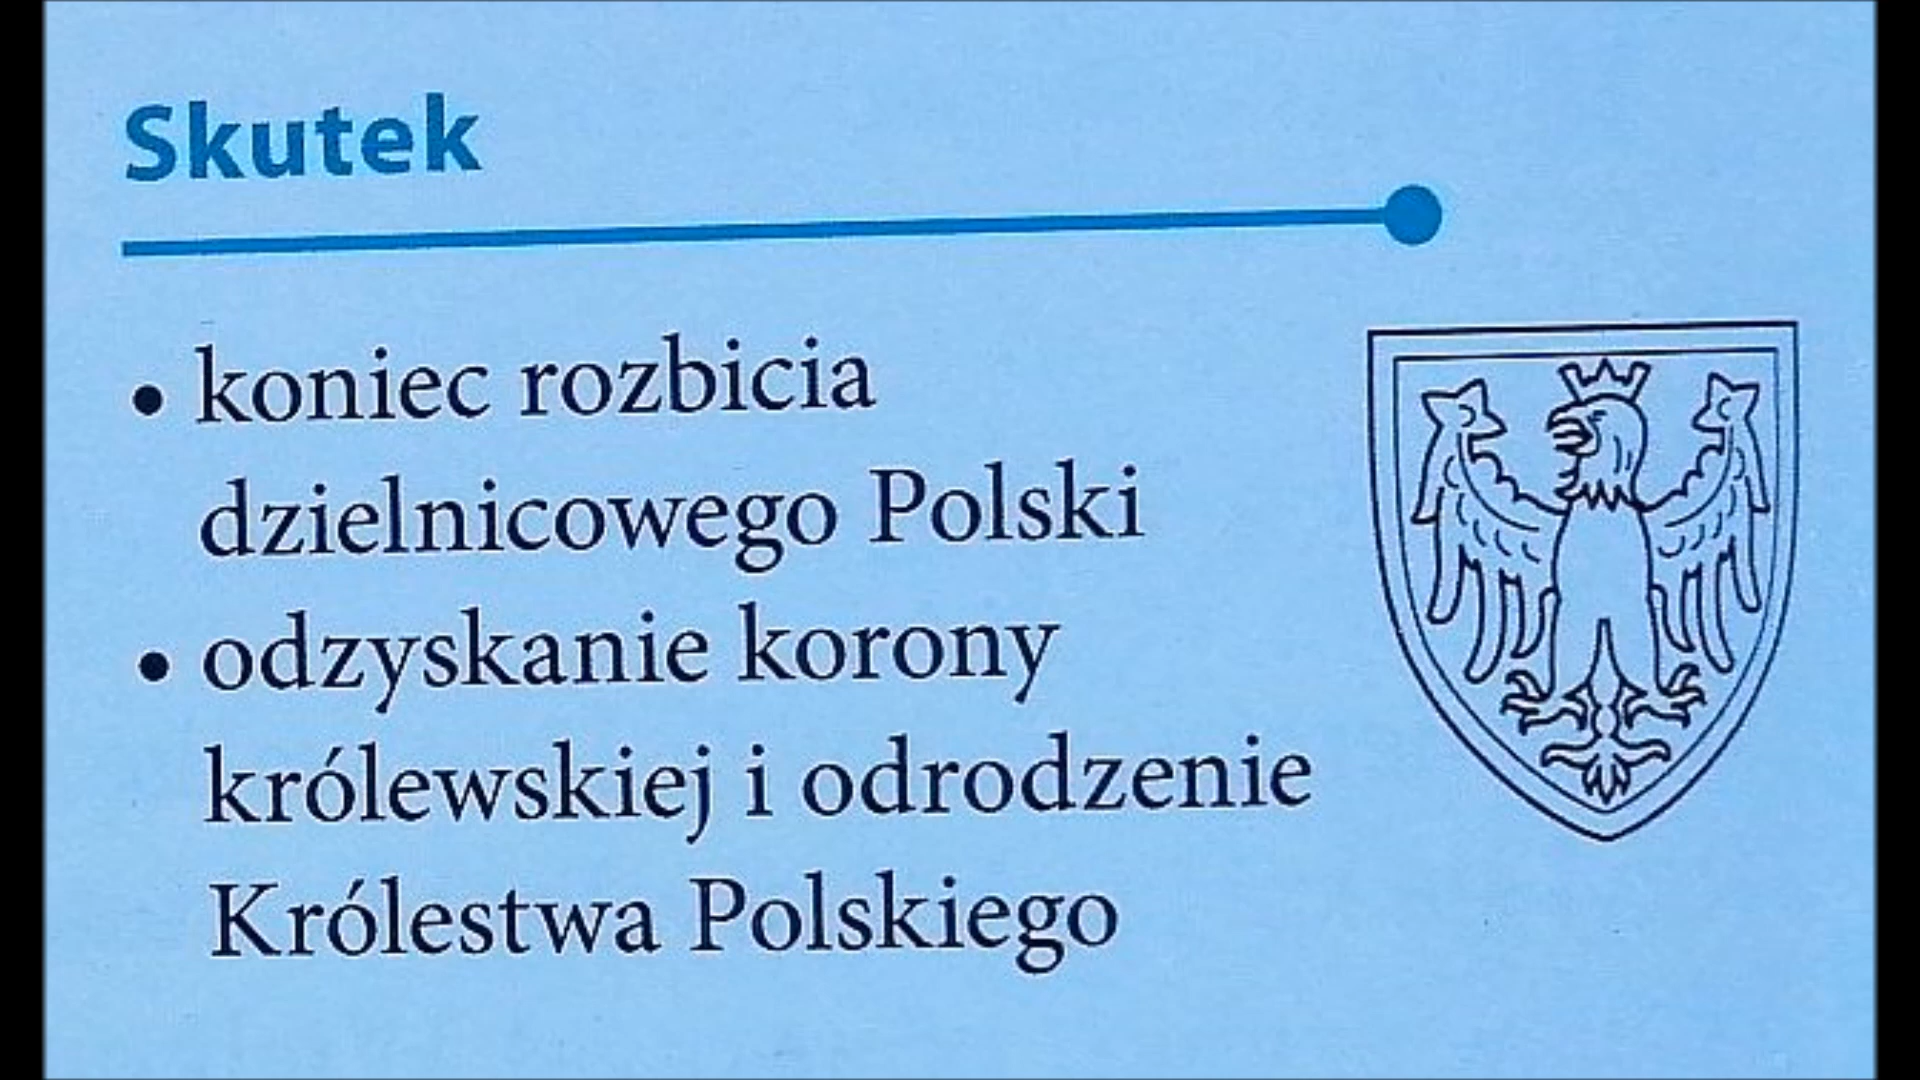 Skutek
• koniec rozbicia
dzielnicowego Polski
• odzyskanie korony
królewskiej i odrodzenie
Królestwa Polskiego